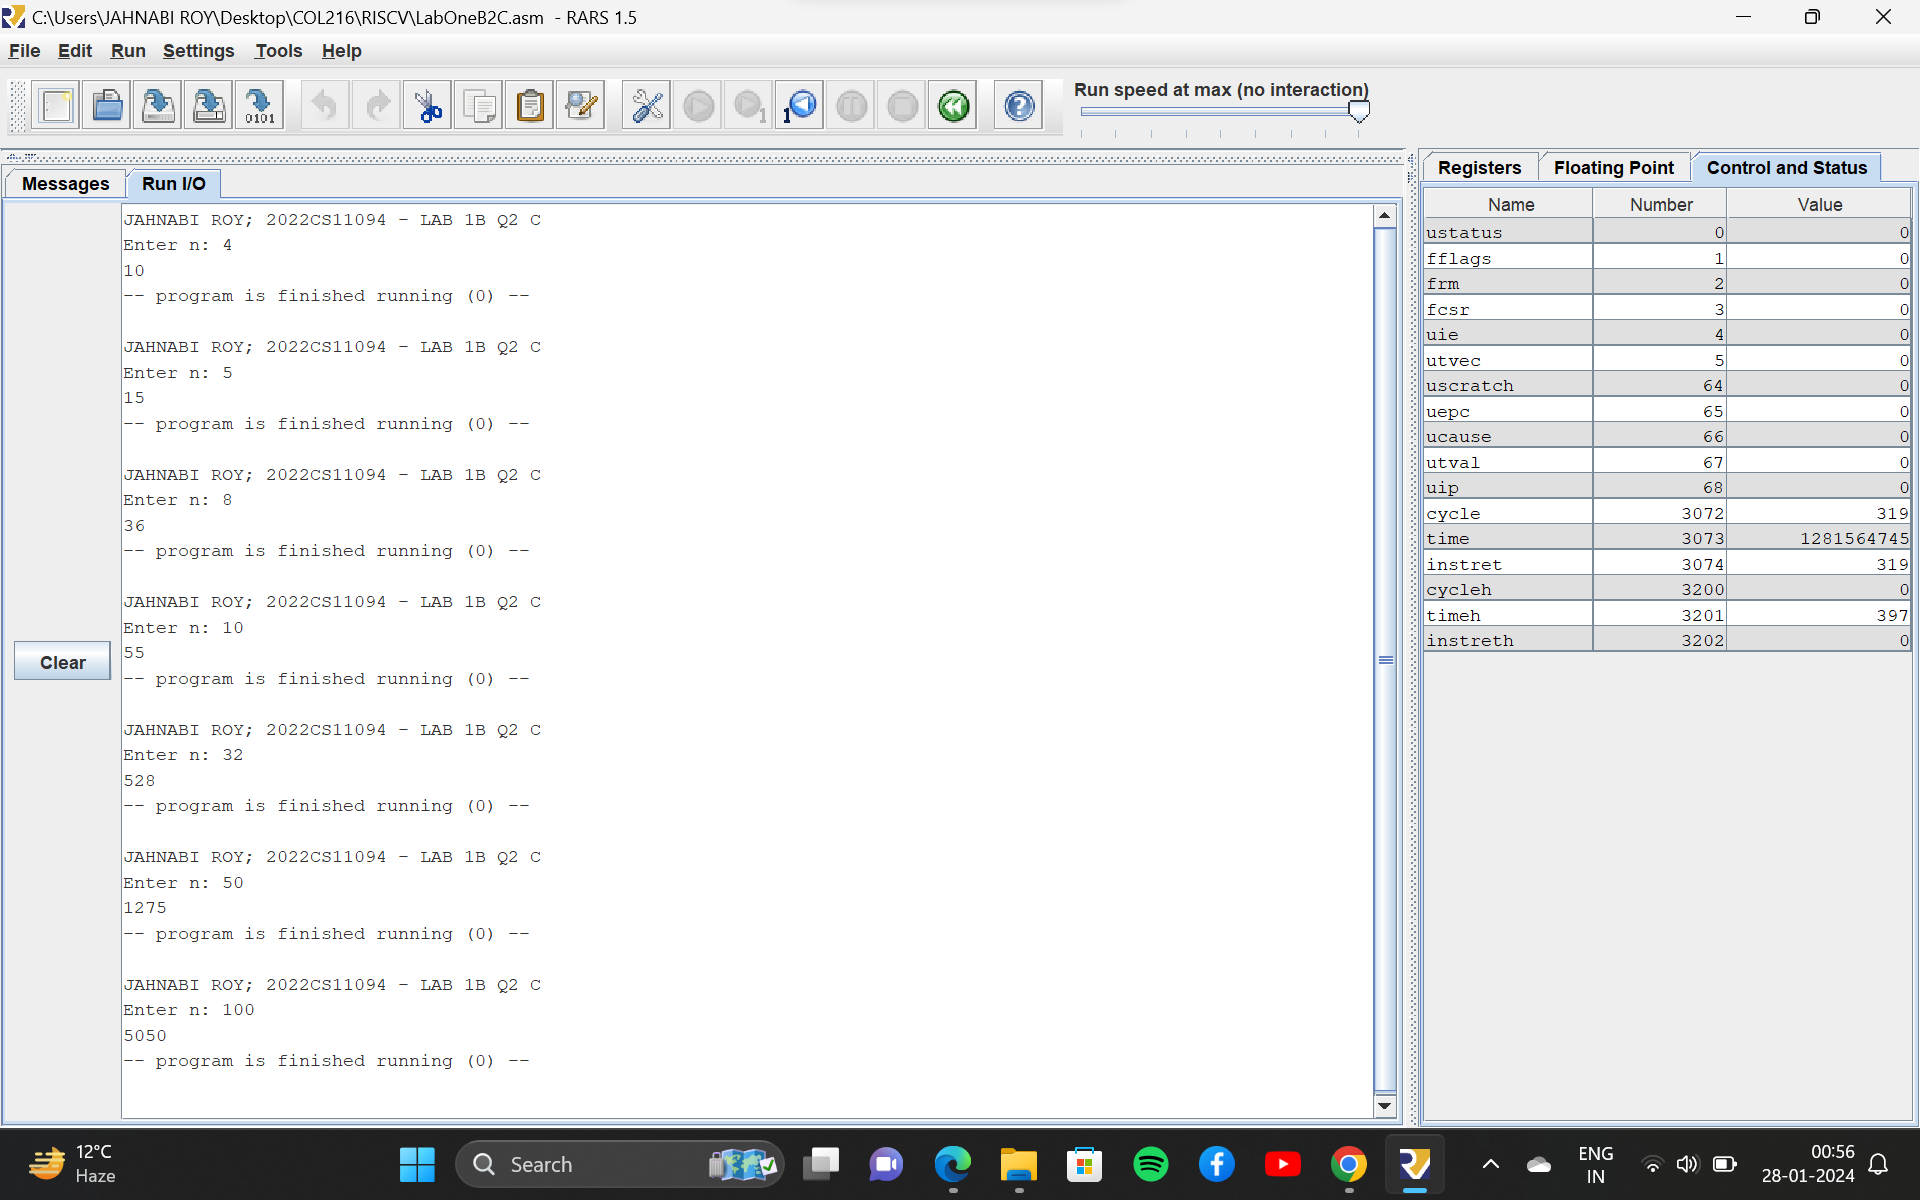 C:\Users\JAHNABI ROY\Desktop\COL216\RISCV\LabOneB2C.asm - RARS 1.5
File Edit Run Settings Tools Help
0101
1
1
Run speed at max (no interaction)
Messages Run I/O
JAHNABI ROY; 2022CS11094 - LAB 1B Q2 C
Enter n: 4
10
-- program is finished running (0) --
JAHNABI ROY; 2022CS11094 - LAB 1B Q2 C
Enter n: 5
15
-- program is finished running (0) --
JAHNABI ROY; 2022CS11094 - LAB 1B Q2 C
Enter n: 8
36
-- program is finished running (0) --
JAHNABI ROY; 2022CS11094 - LAB 1B Q2 C
Enter n: 10
55
-- program is finished running (0) --
JAHNABI ROY; 2022CS11094 - LAB 1B Q2 C
Enter n: 32
528
-- program is finished running (0) --
JAHNABI ROY; 2022CS11094 - LAB 1B Q2 C
Enter n: 50
1275
-- program is finished running (0) --
JAHNABI ROY; 2022CS11094 - LAB 1B Q2 C
Enter n: 100
5050
-- program is finished running (0) --
Clear
Registers Floating Point Control and Status
Name Number Value
ustatus 0 0
fflags 1 0
frm 2 0
fcsr 3 0
uie 4 0
utvec 5 0
uscratch 64 0
uepc 65 0
ucause 66 0
utval 67 0
uip 68 0
cycle 3072 319
time 3073 1281564745
instret 3074 319
cycleh 3200 0
timeh 3201 397
instreth 3202 0
12°C
Haze
Search
ENG
IN
00:56
28-01-2024